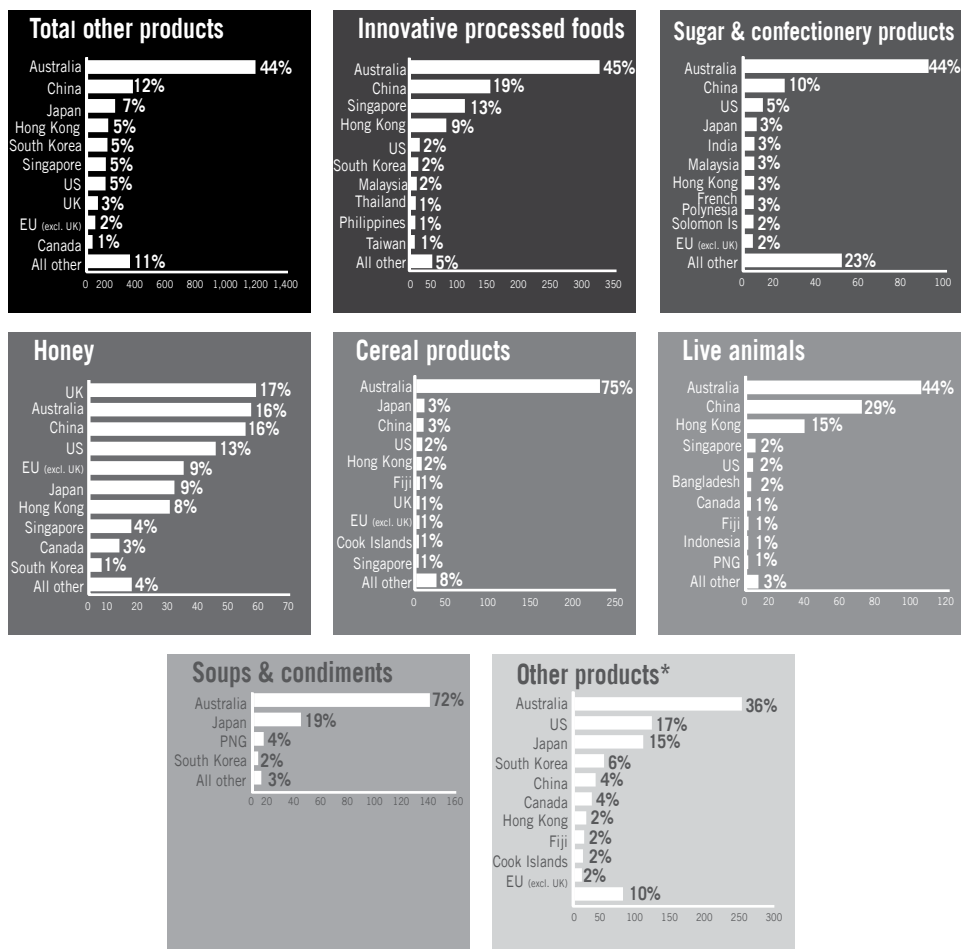 Total other products
Australia 44%
China 12%
Japan 7%
Hong Kong 5%
South Korea 5%
Singapore 5%
US 5%
UK 3%
EU (excl. UK) 2%
Canada 1%
All other 11%
0 200 400 600 800 1,000 1,200 1,400
Innovative processed foods
Australia 45%
China 19%
Singapore 13%
Hong Kong 9%
US 2%
South Korea 2%
Malaysia 2%
Thailand 1%
Philippines 1%
Taiwan 1%
All other 5%
0 50 100 150 200 250 300 350
Sugar & confectionery products
Australia 44%
China 10%
US 5%
Japan 3%
India 3%
Malaysia 3%
Hong Kong 3%
French
Polynesia 3%
Solomon Is 2%
EU (excl. UK) 2%
All other 23%
0 20 40 60 80 100
Honey
UK 17%
Australia 16%
China 16%
US 13%
EU (excl. UK) 9%
Japan 9%
Hong Kong 8%
Singapore 4%
Canada 3%
South Korea 1%
All other 4%
0 10 20 30 40 50 60 70
Cereal products
Australia 75%
Japan 3%
China 3%
US 2%
Hong Kong 2%
Fiji 1%
UK 1%
EU (excl. UK) 1%
Cook Islands 1%
Singapore 1%
All other 8%
0 50 100 150 200 250
Live animals
Australia 44%
China 29%
Hong Kong 15%
Singapore 2%
US 2%
Bangladesh 2%
Canada 1%
Fiji 1%
Indonesia 1%
PNG 1%
All other 3%
0 20 40 60 80 100 120
Soups & condiments
Australia 72%
Japan 19%
PNG 4%
South Korea 2%
All other 3%
0 20 40 60 80 100 120 140 160
Other products*
Australia 36%
US 17%
Japan 15%
South Korea 6%
China 4%
Canada 4%
Hong Kong 2%
Fiji 2%
Cook Islands 2%
EU (excl. UK) 2%
10%
0 50 100 150 200 250 300